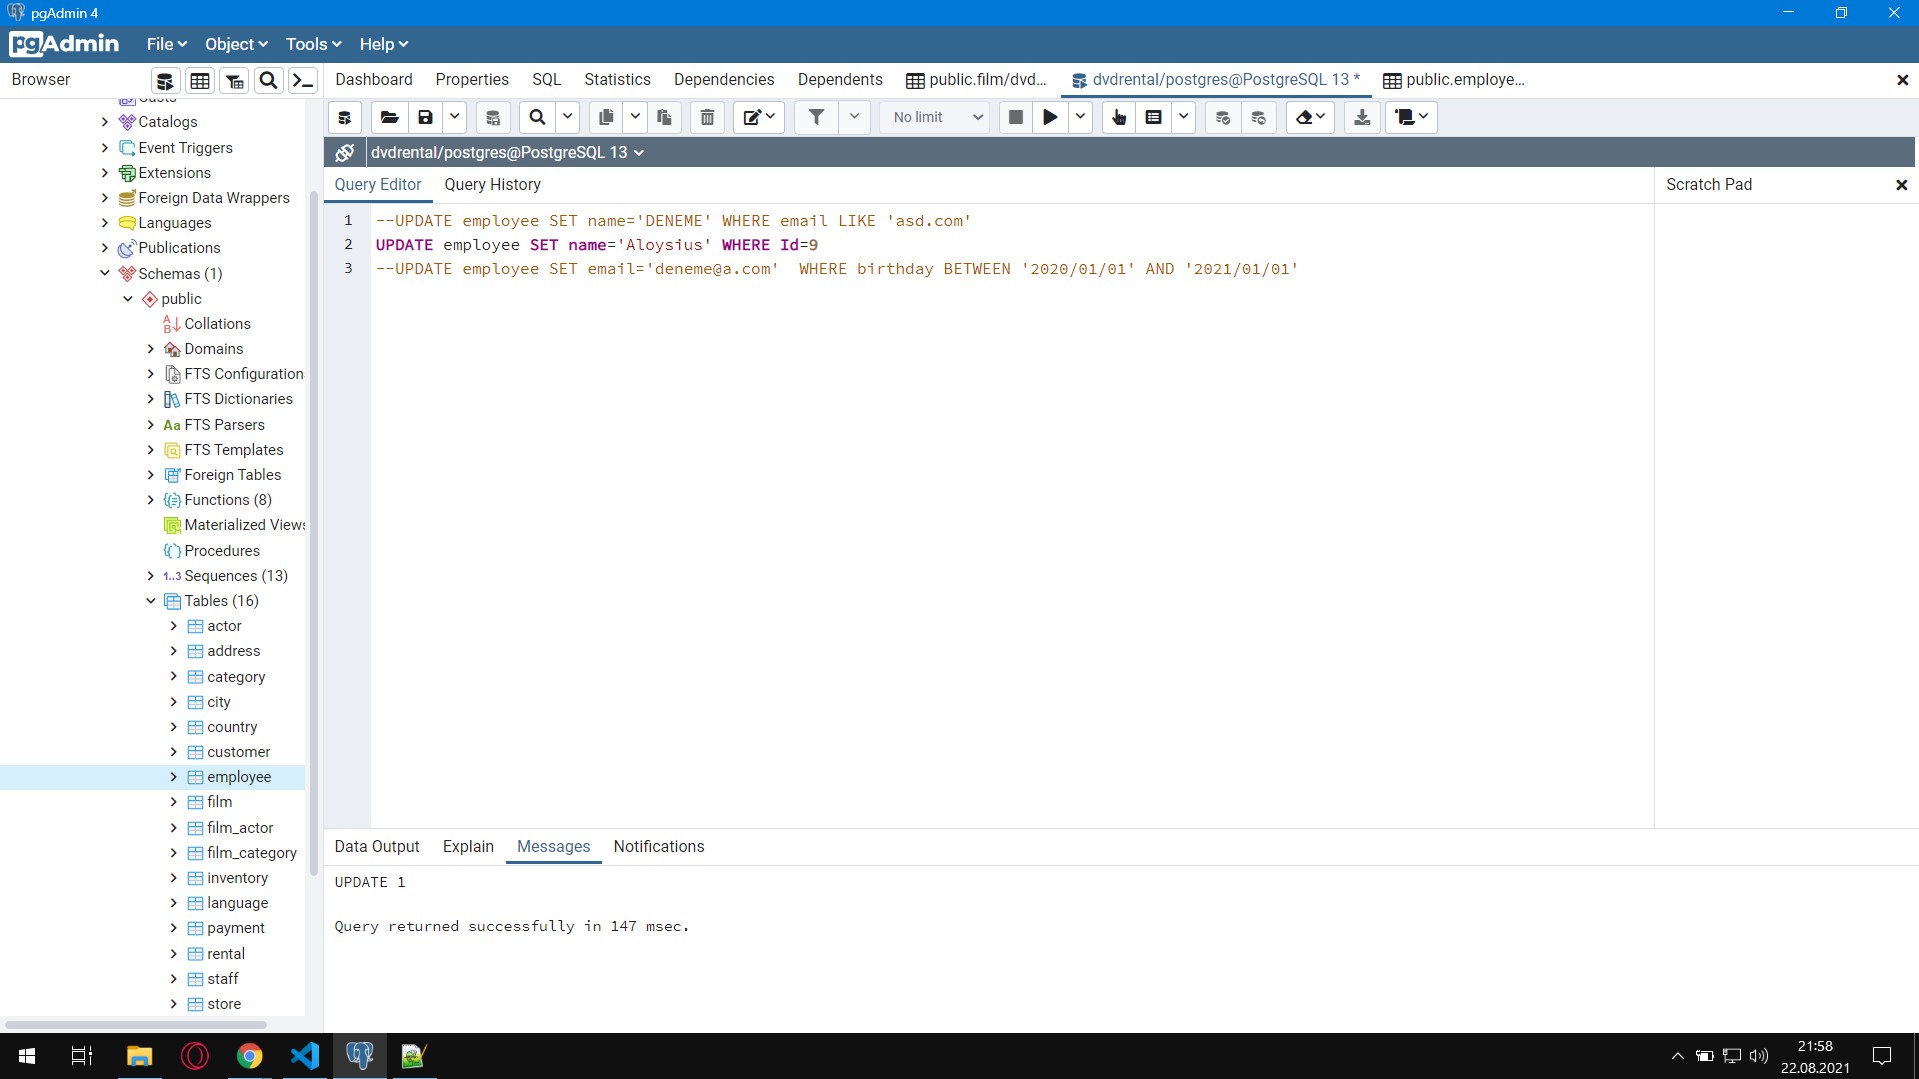 pgAdmin 4
pgAdmin File Object Tools Help
Browser
Dashboard Properties SQL Statistics Dependencies Dependents public.film/dvd... dvdrental/postgres@PostgreSQL 13 * public.employe...
No limit
dvdrental/postgres@PostgreSQL 13
Query Editor Query History
Scratch Pad
1 --UPDATE employee SET name='DENEME' WHERE email LIKE 'asd.com'
2 UPDATE employee SET name='Aloysius' WHERE Id=9
3 --UPDATE employee SET email='deneme@a.com'  WHERE birthday BETWEEN '2020/01/01' AND '2021/01/01'
Casts
Catalogs
Event Triggers
Extensions
Foreign Data Wrappers
Languages
Publications
Schemas (1)
public
Collations
Domains
FTS Configuration
FTS Dictionaries
Aa FTS Parsers
FTS Templates
Foreign Tables
Functions (8)
Materialized Views
Procedures
1..3 Sequences (13)
Tables (16)
actor
address
category
city
country
customer
employee
film
film_actor
film_category
inventory
language
payment
rental
staff
store
Data Output Explain Messages Notifications
UPDATE 1
Query returned successfully in 147 msec.
21:58
22.08.2021